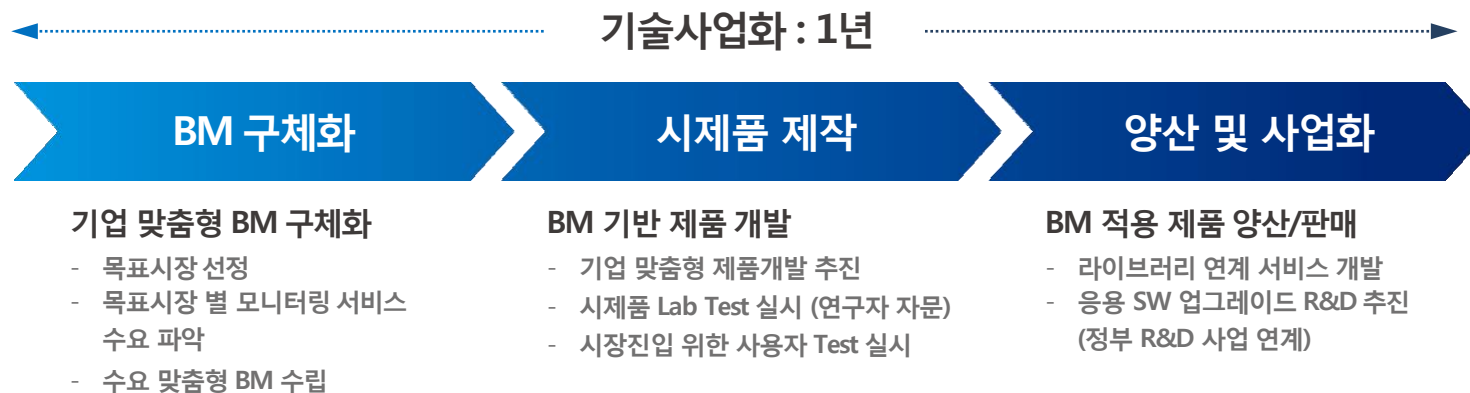 기술사업화 : 1년
BM 구체화
시제품 제작
양산 및 사업화
기업 맞춤형 BM 구체화
- 목표시장 선정
- 목표시장 별 모니터링 서비스
수요 파악
- 수요 맞춤형 BM 수립
BM 기반 제품 개발
- 기업 맞춤형 제품개발 추진
- 시제품 Lab Test 실시 (연구자 자문)
- 시장진입 위한 사용자 Test 실시
BM 적용 제품 양산/판매
- 라이브러리 연계 서비스 개발
- 응용 SW 업그레이드 R&D 추진
(정부 R&D 사업 연계)